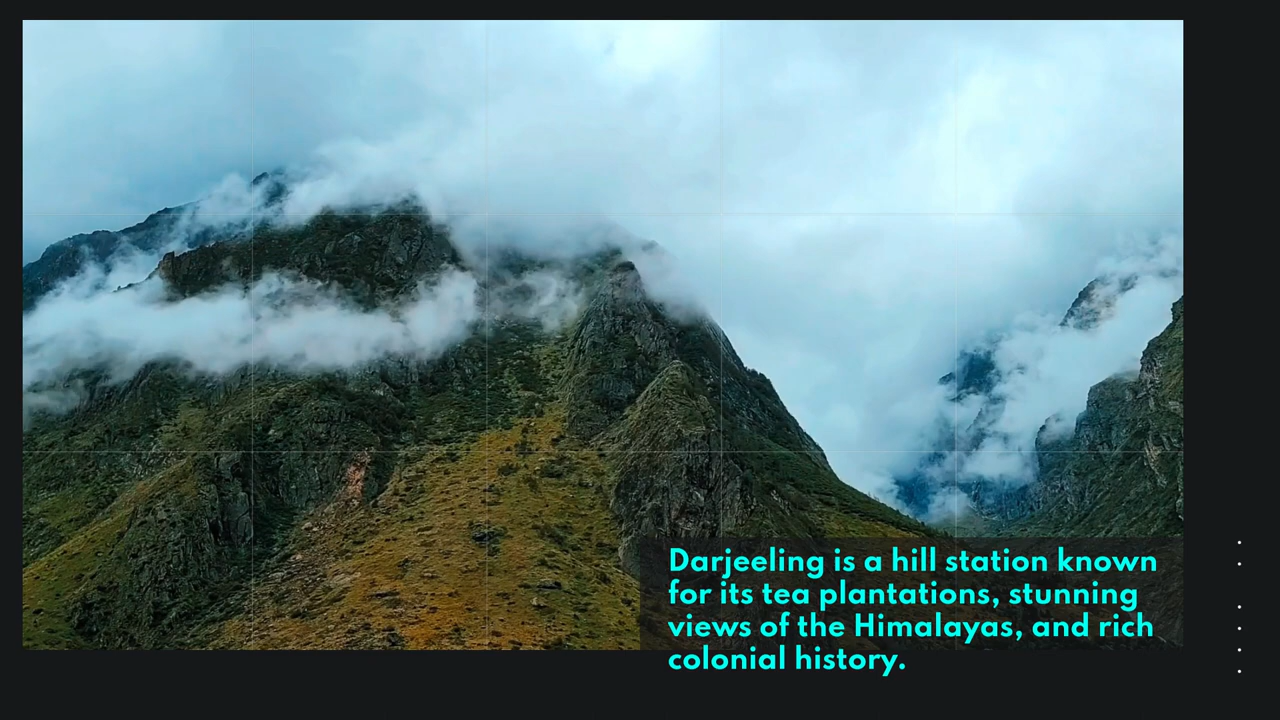 Darjeeling is a hill station known
for its tea plantations, stunning
views of the Himalayas, and rich
colonial history.